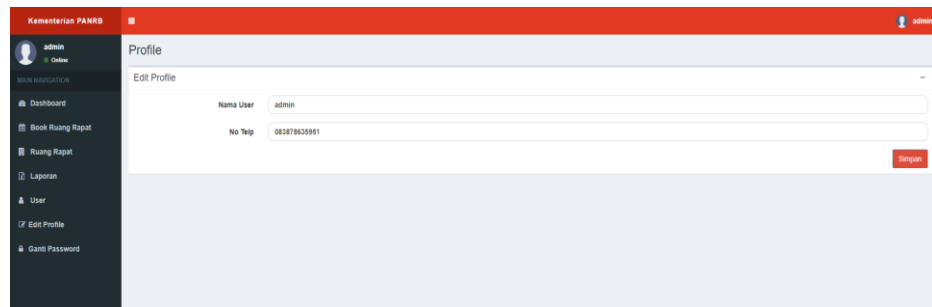 Kementerian PANRB
admin
admin
Online
Profile
MAIN NAVIGATION
Dashboard
Book Ruang Rapat
Ruang Rapat
Laporan
User
Edit Profile
Ganti Password
Edit Profile
Nama User admin
No Telp 083878635951
Simpan